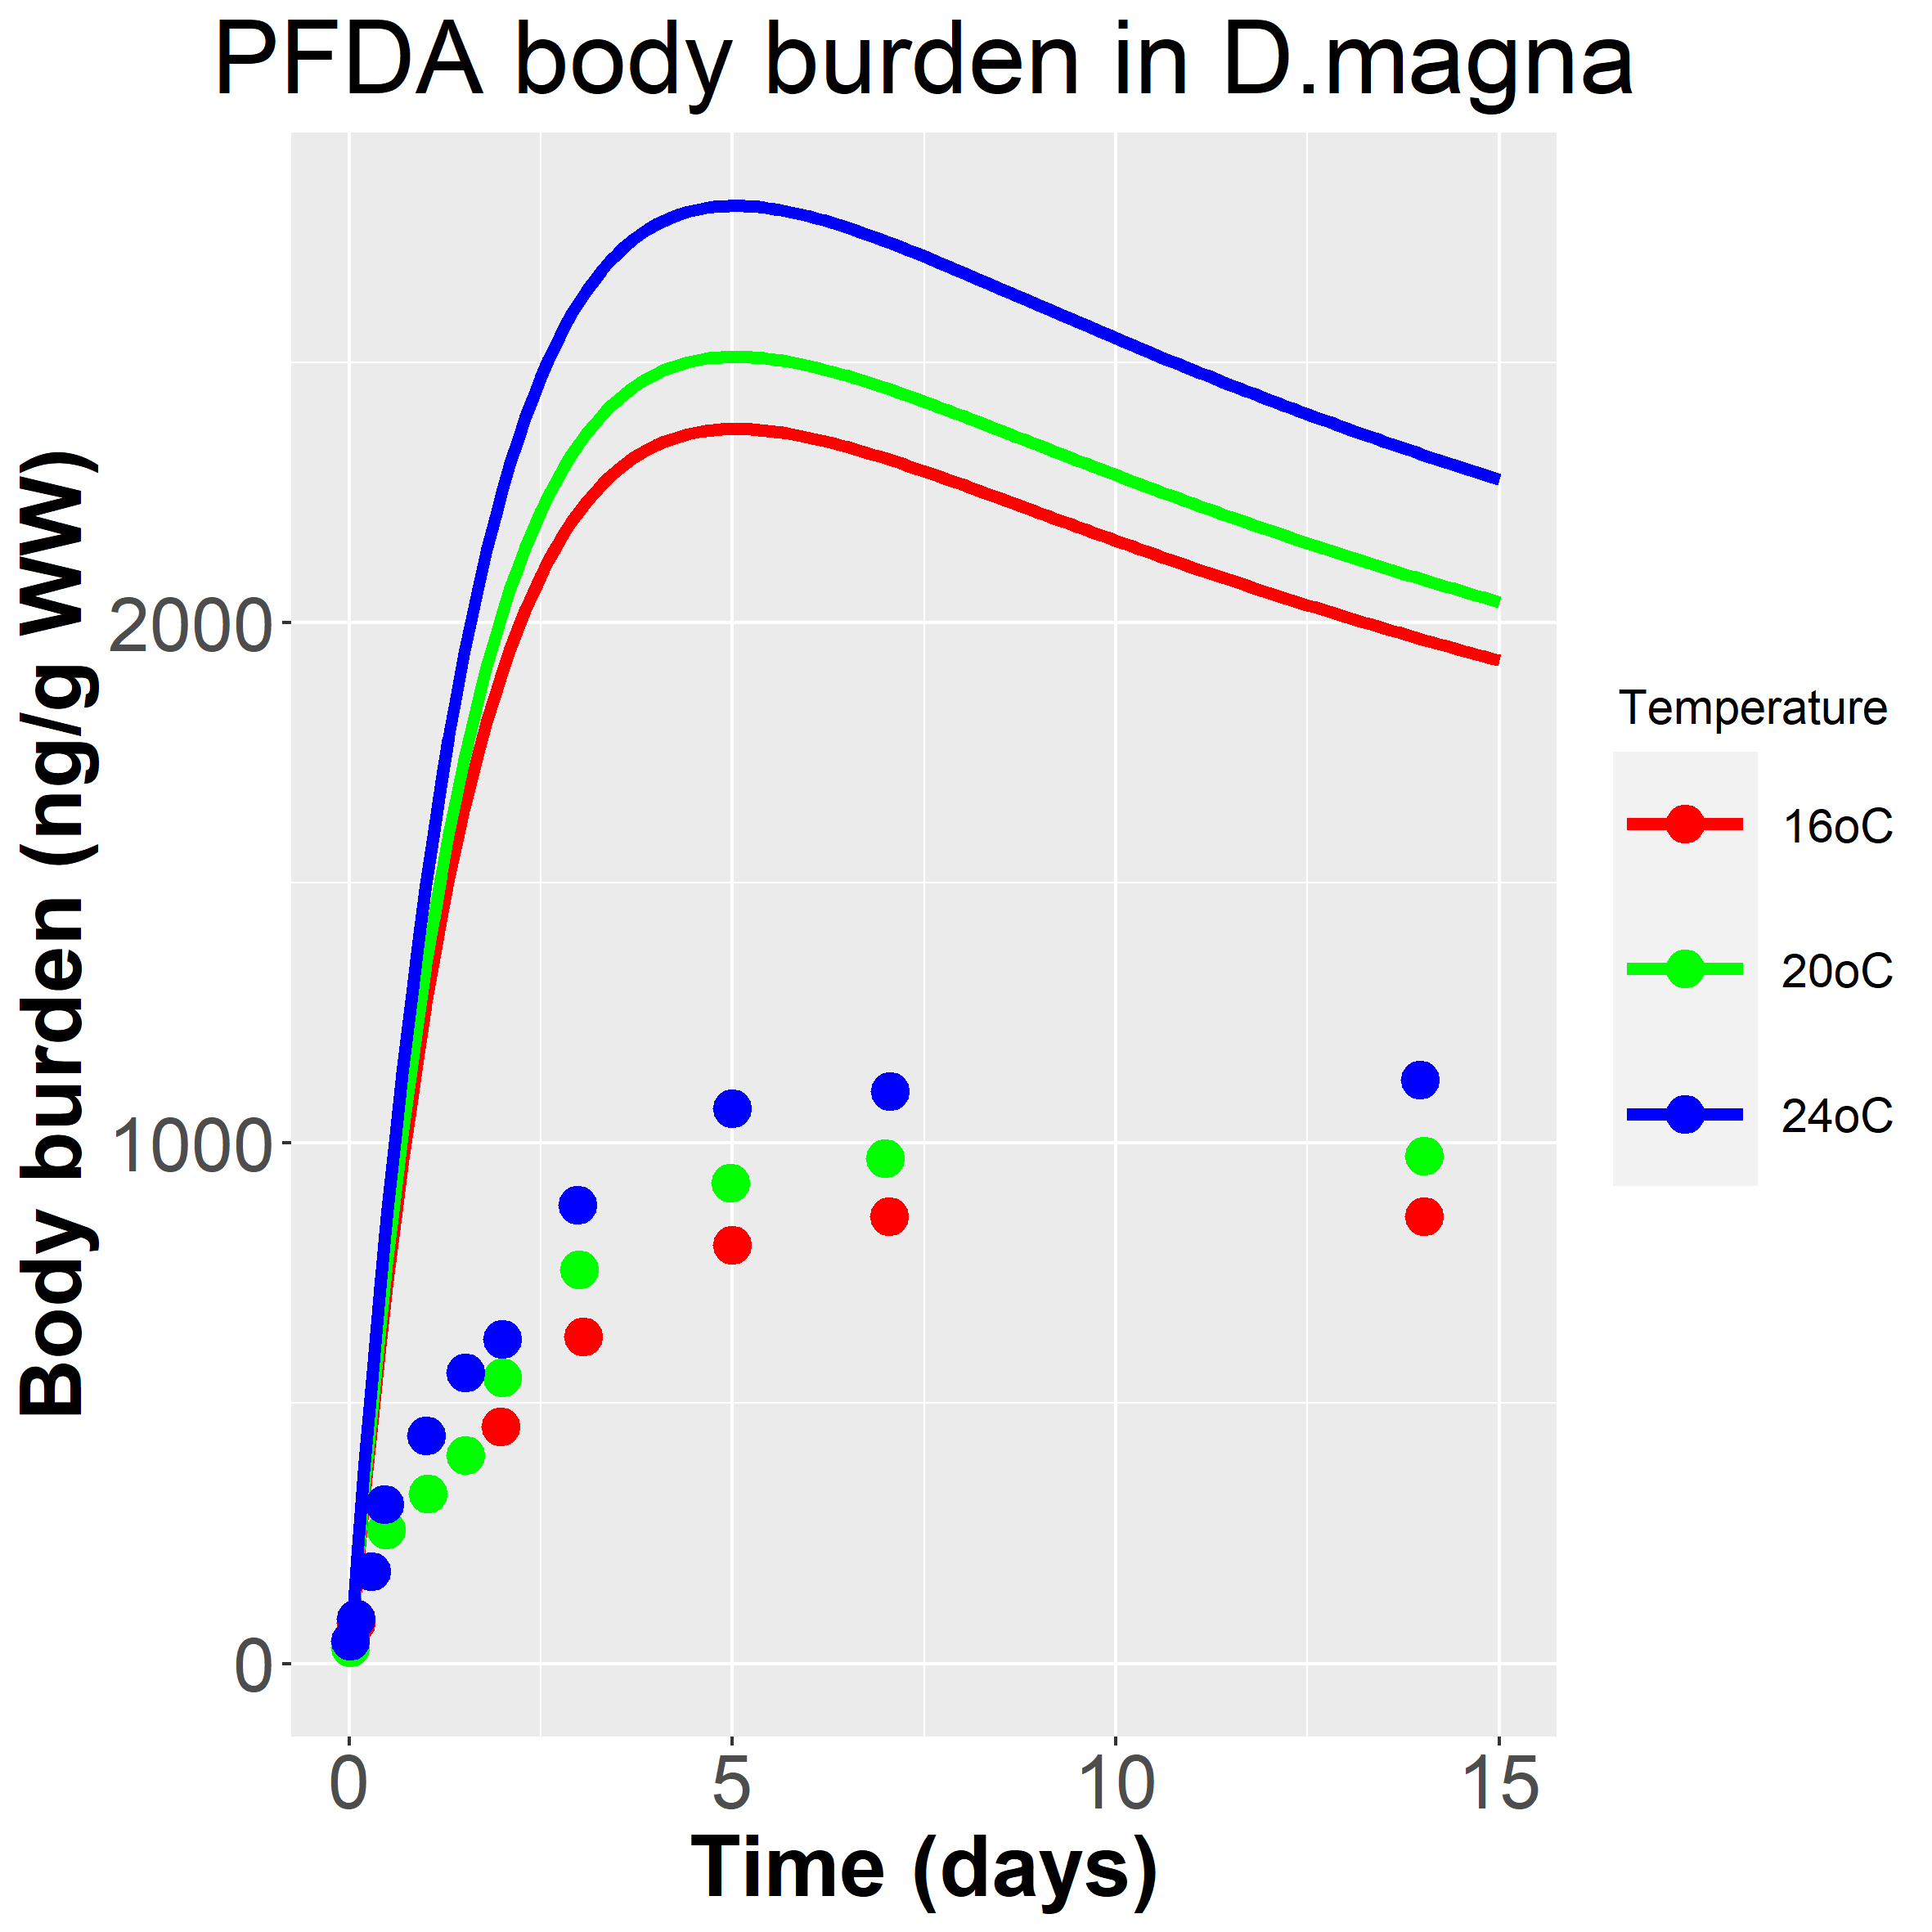 PFDA body burden in D.magna
Body burden (ng/g WW)
2000
1000
0
0
5
10
15
Time (days)
Temperature
16oC
20oC
24oC